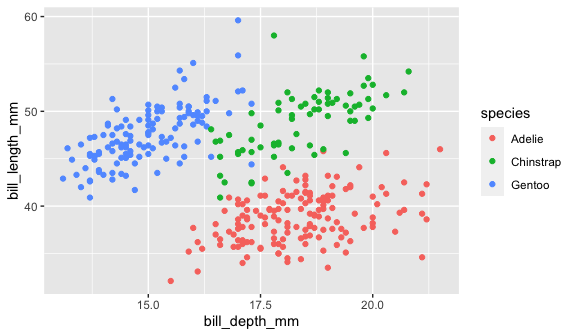 60
50
40
bill_length_mm
15.0
17.5
20.0
bill_depth_mm
species
Adelie
Chinstrap
Gentoo